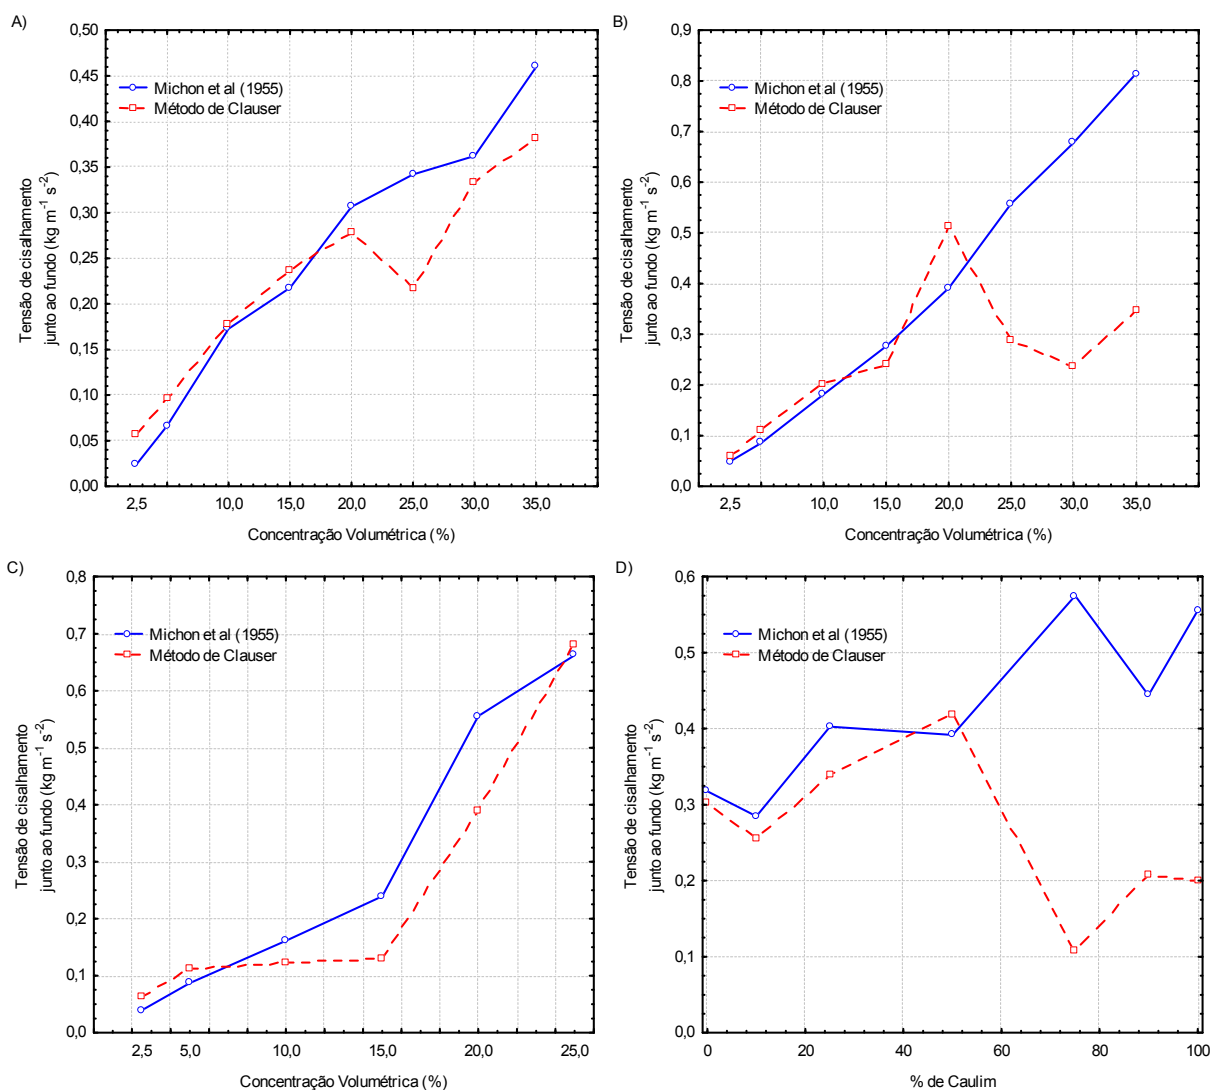 A)
0,50
0,45
0,40
0,35
0,30
0,25
0,20
0,15
0,10
0,05
0,00
Tensão de cisalhamento
junto ao fundo (kg m⁻¹ s⁻²)
Michon et al (1955)
Método de Clauser
2,5 10,0 15,0 20,0 25,0 30,0 35,0
Concentração Volumétrica (%)
B)
0,9
0,8
0,7
0,6
0,5
0,4
0,3
0,2
0,1
0,0
Tensão de cisalhamento
junto ao fundo (kg m⁻¹ s⁻²)
Michon et al (1955)
Método de Clauser
2,5 10,0 15,0 20,0 25,0 30,0 35,0
Concentração Volumétrica (%)
C)
0,8
0,7
0,6
0,5
0,4
0,3
0,2
0,1
0,0
Tensão de cisalhamento
junto ao fundo (kg m⁻¹ s⁻²)
Michon et al (1955)
Método de Clauser
2,5 5,0 10,0 15,0 20,0 25,0
Concentração Volumétrica (%)
D)
0,6
0,5
0,4
0,3
0,2
0,1
0,0
Tensão de cisalhamento
junto ao fundo (kg m⁻¹ s⁻²)
Michon et al (1955)
Método de Clauser
0 20 40 60 80 100
% de Caulim